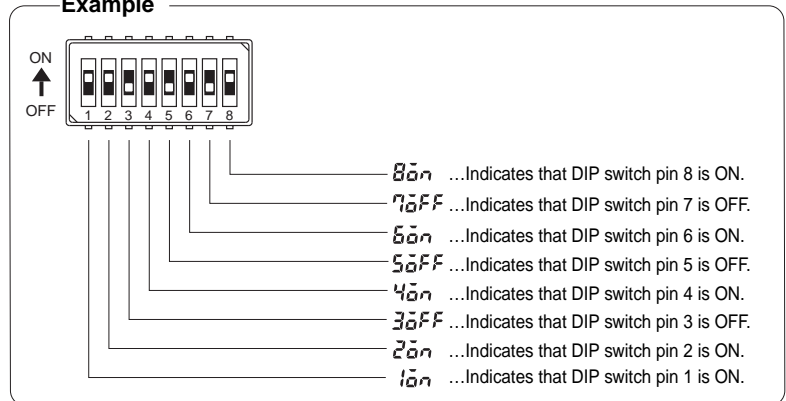 Example
ON
OFF
1 2 3 4 5 6 7 8
8on …Indicates that DIP switch pin 8 is ON.
7oFF …Indicates that DIP switch pin 7 is OFF.
6on …Indicates that DIP switch pin 6 is ON.
5oFF …Indicates that DIP switch pin 5 is OFF.
4on …Indicates that DIP switch pin 4 is ON.
3oFF …Indicates that DIP switch pin 3 is OFF.
2on …Indicates that DIP switch pin 2 is ON.
1on …Indicates that DIP switch pin 1 is ON.